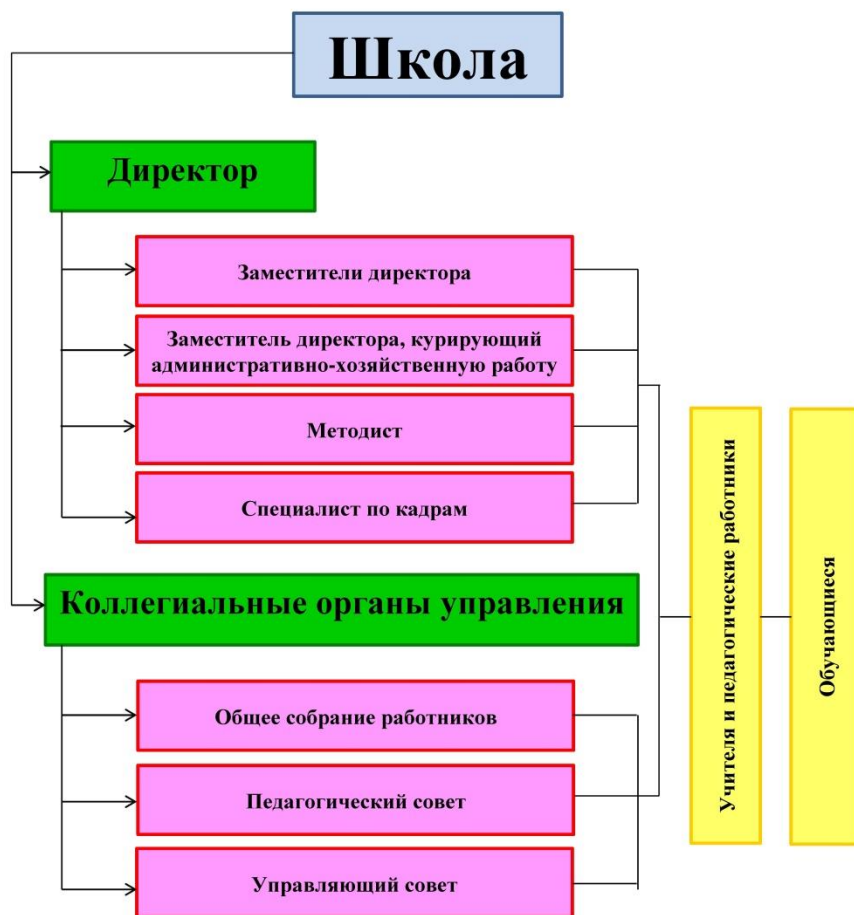 Школа
Директор
Заместители директора
Заместитель директора, курирующий
административно-хозяйственную работу
Методист
Специалист по кадрам
Коллегиальные органы управления
Общее собрание работников
Педагогический совет
Управляющий совет
Учителя и педагогические работники
Обучающиеся